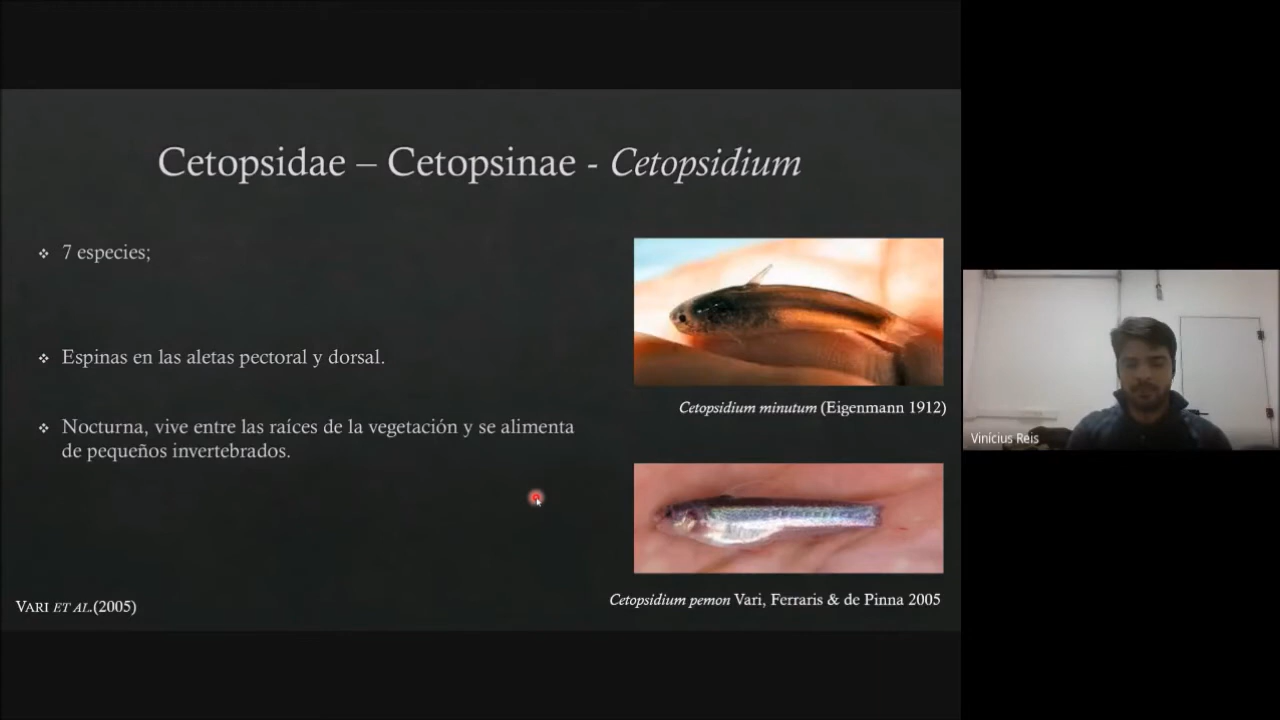 Cetopsidae – Cetopsinae - Cetopsidium
❖ 7 especies;
❖ Espinas en las aletas pectoral y dorsal.
❖ Nocturna, vive entre las raíces de la vegetación y se alimenta
de pequeños invertebrados.
Cetopsidium minutum (Eigenmann 1912)
Cetopsidium pemon Vari, Ferraris & de Pinna 2005
VARI ET AL.(2005)
Vinícius Reis